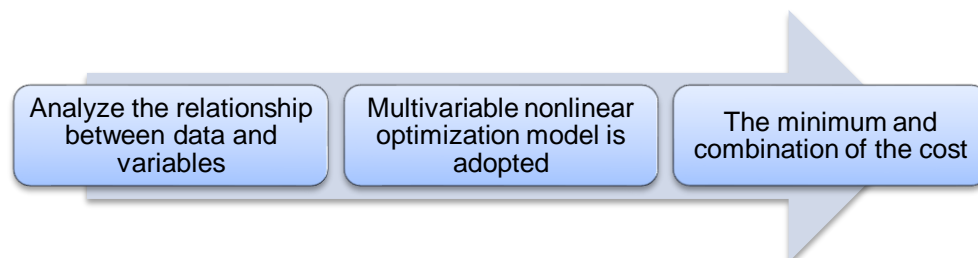 Analyze the relationship
between data and
variables
Multivariable nonlinear
optimization model is
adopted
The minimum and
combination of the cost